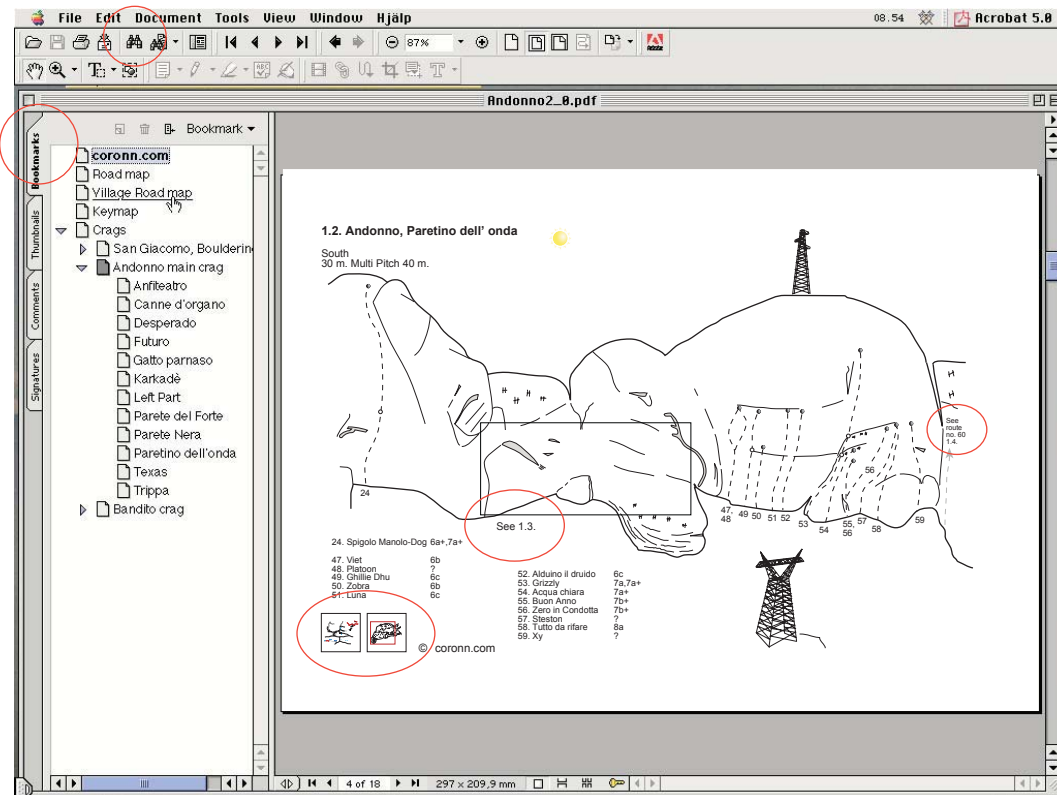 File Edit Document Tools View Window Hjälp 08.54 Acrobat 5.0
87%
Andonno2_0.pdf
Bookmarks
Thumbnails
Comments
Signatures
Bookmark
coronn.com
Road map
Village Road map
Keymap
Crags
San Giacomo, Boulderin
Andonno main crag
Anfiteatro
Canne d'organo
Desperado
Futuro
Gatto parnaso
Karkadè
Left Part
Parete del Forte
Parete Nera
Paretino dell'onda
Texas
Trippa
Bandito crag
1.2. Andonno, Paretino dell' onda
South
30 m. Multi Pitch 40 m.
See
route
no. 60
1.4.
56
24
47.
48
49 50 51 52 53 54 55,
56
57 58 59
See 1.3.
24. Spigolo Manolo-Dog 6a+,7a+
47. Viet 6b
48. Platoon ?
49. Ghillie Dhu 6c
50. Zobra 6b
51. Luna 6c
52. Alduino il druido 6c
53. Grizzly 7a,7a+
54. Acqua chiara 7a+
55. Buon Anno 7b+
56. Zero in Condotta 7b+
57. Steston ?
58. Tutto da rifare 8a
59. Xy ?
© coronn.com
4 of 18 297 x 209,9 mm